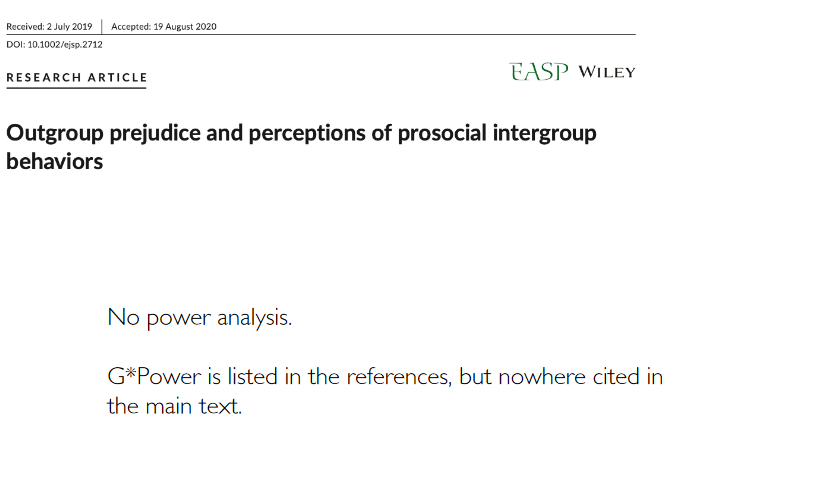 Received: 2 July 2019 | Accepted: 19 August 2020
DOI: 10.1002/ejsp.2712
RESEARCH ARTICLE
EASP WILEY
Outgroup prejudice and perceptions of prosocial intergroup
behaviors
No power analysis.
G*Power is listed in the references, but nowhere cited in
the main text.